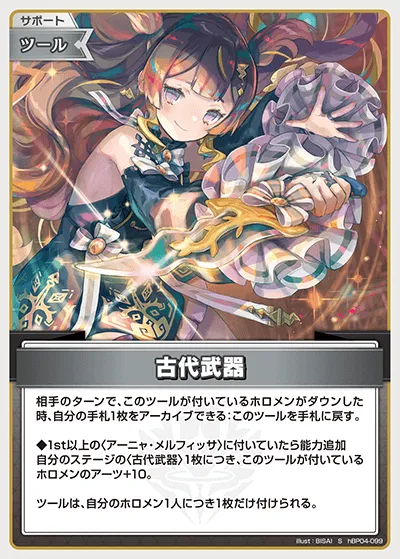 サポート
ツール
古代武器
相手のターンで、このツールが付いているホロメンがダウンした
時、自分の手札1枚をアーカイブできる：このツールを手札に戻す。
◆1st以上の〈アーニャ・メルフィッサ〉に付いていたら能力追加
自分のステージの〈古代武器〉1枚につき、このツールが付いている
ホロメンのアーツ+10。
ツールは、自分のホロメン1人につき1枚だけ付けられる。
illust：BISAI S hBP04-099